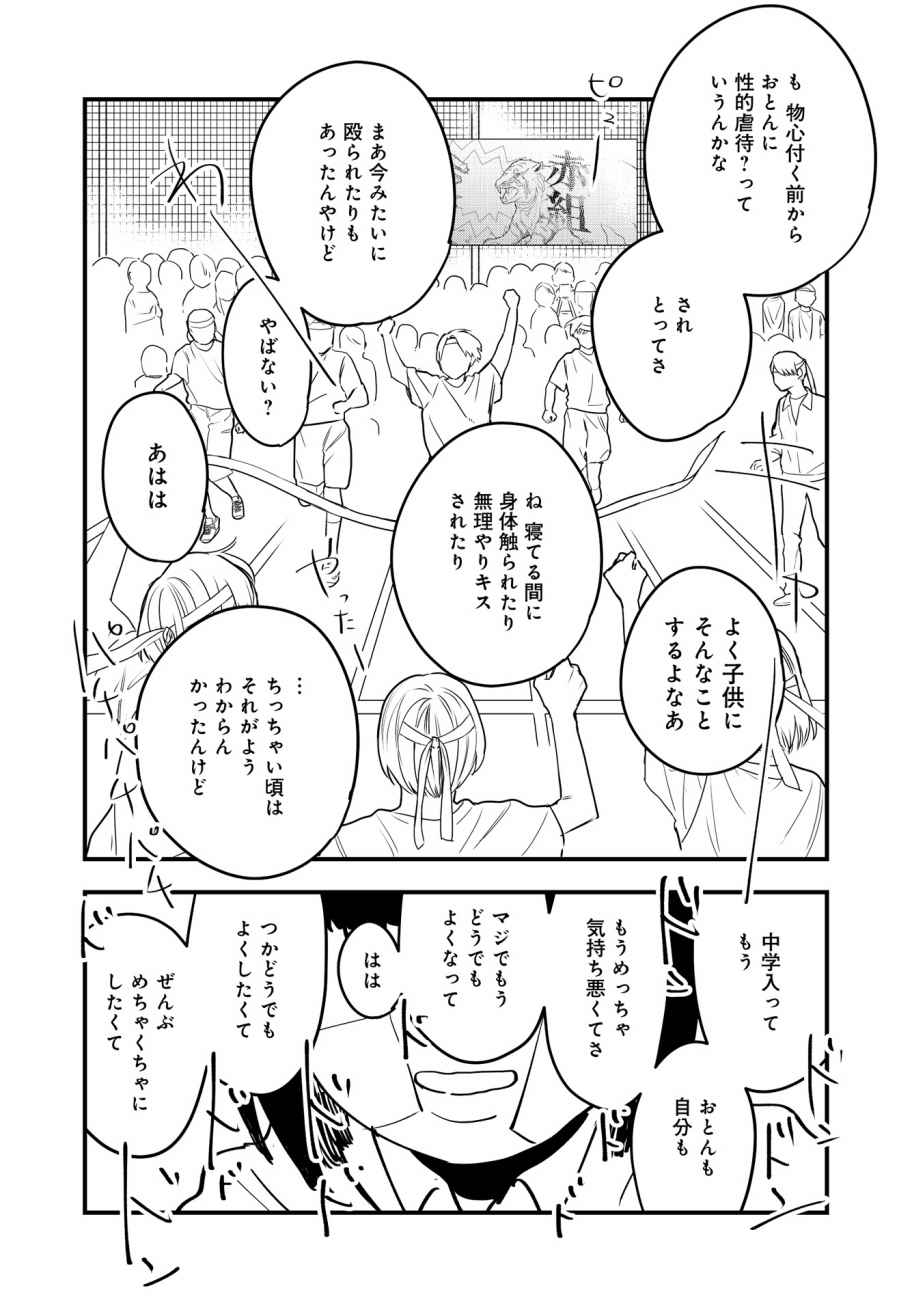 も 物心付く前から
おとんに
性的虐待?って
いうんかな
され
とってさ
まあ今みたいに
殴られたりも
あったんやけど
やばない?
あはは
ね 寝てる間に
身体触られたり
無理やりキス
されたり
よく子供に
そんなこと
するよなあ
…
ちっちゃい頃は
それがよう
わからん
かったんけど
中学入って
もう
おとんも
自分も
もうめっちゃ
気持ち悪くてさ
マジでもう
どうでも
よくなって
はは
つかどうでも
よくしたくて
ぜんぶ
めちゃくちゃに
したくて